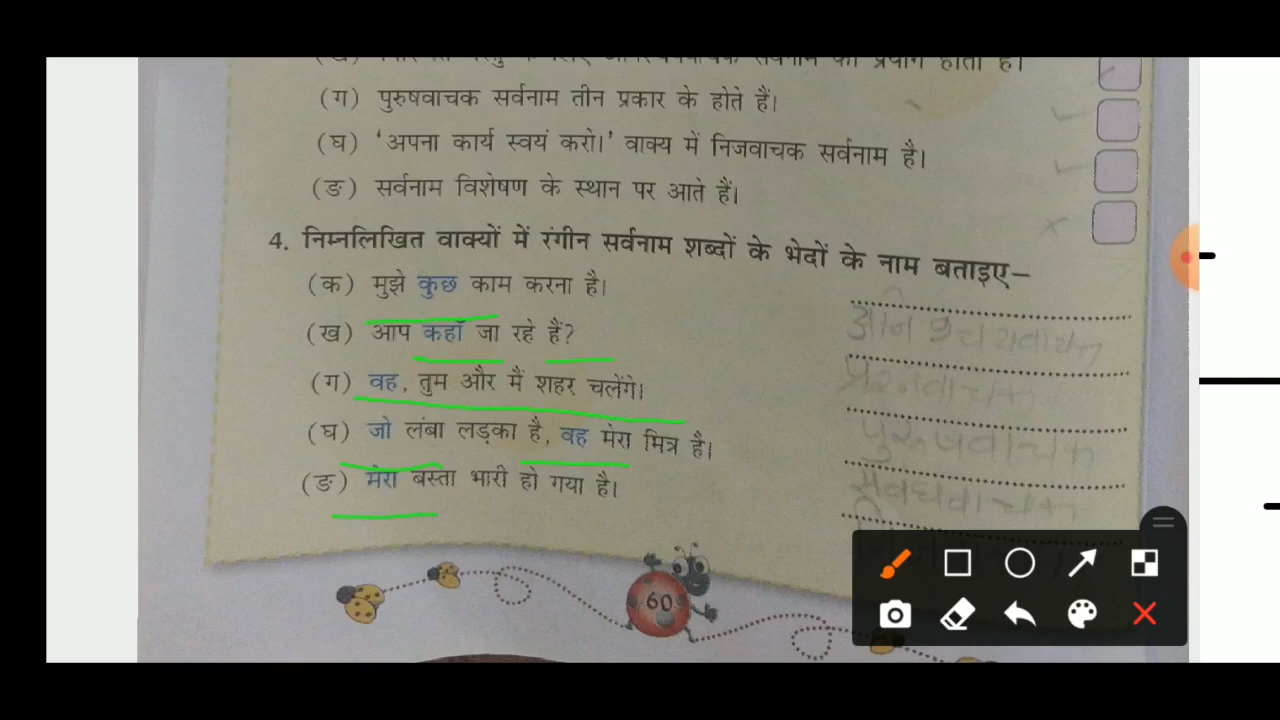 (ग) पुरुषवाचक सर्वनाम तीन प्रकार के होते हैं।
(घ) 'अपना कार्य स्वयं करो।' वाक्य में निजवाचक सर्वनाम है।
(ङ) सर्वनाम विशेषण के स्थान पर आते हैं।
4. निम्नलिखित वाक्यों में रंगीन सर्वनाम शब्दों के भेदों के नाम बताइए–
(क) मुझे कुछ काम करना है।
(ख) आप कहाँ जा रहे हैं?
प्रश्नवाचक
(ग) वह, तुम और मैं शहर चलेंगे।
पुरुषवाचक
(घ) जो लंबा लड़का है, वह मेरा मित्र है।
(ङ) मेरा बस्ता भारी हो गया है।
60